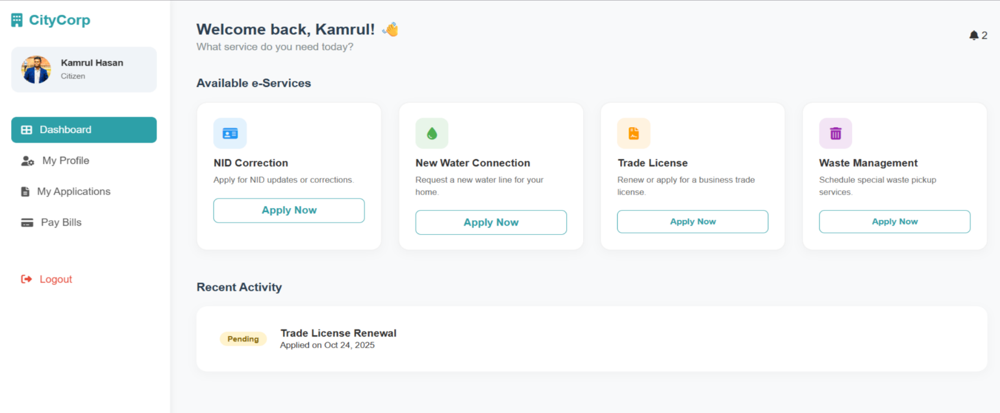 CityCorp
Kamrul Hasan
Citizen
Dashboard
My Profile
My Applications
Pay Bills
Logout
Welcome back, Kamrul! 👋
What service do you need today?
2
Available e-Services
NID Correction
Apply for NID updates or corrections.
Apply Now
New Water Connection
Request a new water line for your
home.
Apply Now
Trade License
Renew or apply for a business trade
license.
Apply Now
Waste Management
Schedule special waste pickup
services.
Apply Now
Recent Activity
Pending
Trade License Renewal
Applied on Oct 24, 2025